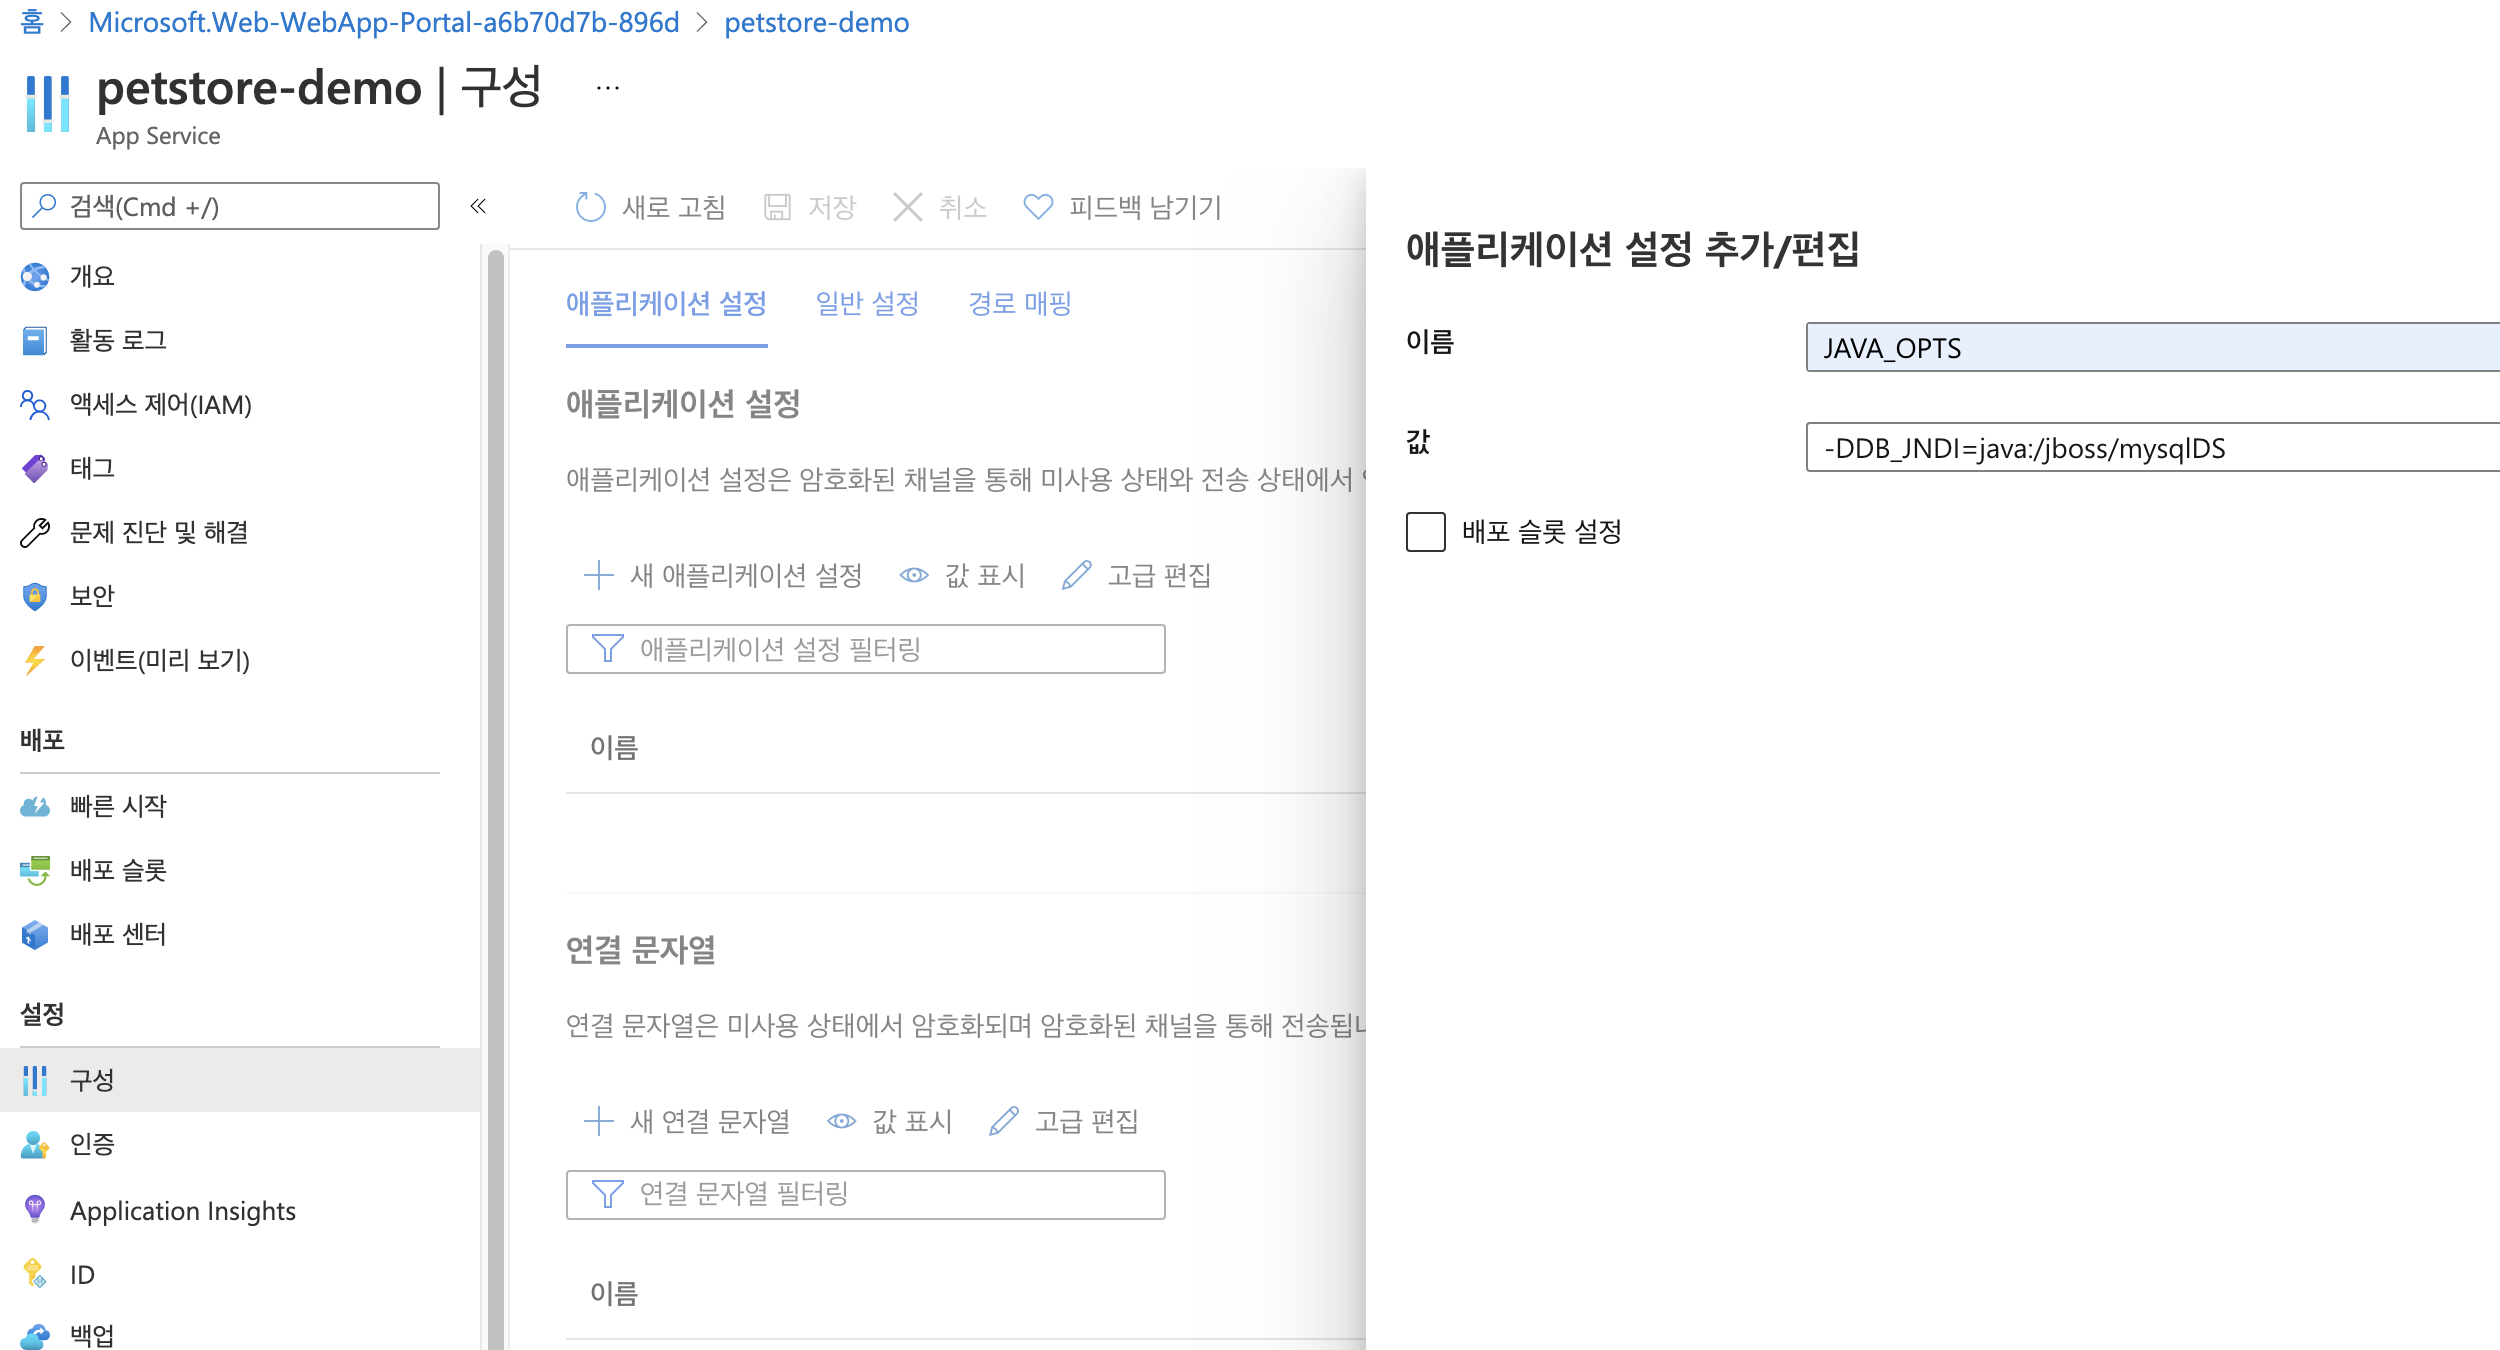 홈 > Microsoft.Web-WebApp-Portal-a6b70d7b-896d > petstore-demo
petstore-demo | 구성 ...
App Service
검색(Cmd +/)
«
개요
활동 로그
액세스 제어(IAM)
태그
문제 진단 및 해결
보안
이벤트(미리 보기)
배포
빠른 시작
배포 슬롯
배포 센터
설정
구성
인증
Application Insights
ID
백업
새로 고침 저장 취소 피드백 남기기
애플리케이션 설정 일반 설정 경로 매핑
애플리케이션 설정
애플리케이션 설정은 암호화된 채널을 통해 미사용 상태와 전송 상태에서
새 애플리케이션 설정 값 표시 고급 편집
애플리케이션 설정 필터링
이름
연결 문자열
연결 문자열은 미사용 상태에서 암호화되며 암호화된 채널을 통해 전송됩니
새 연결 문자열 값 표시 고급 편집
연결 문자열 필터링
이름
애플리케이션 설정 추가/편집
이름 JAVA_OPTS
값 -DDB_JNDI=java:/jboss/mysqlDS
배포 슬롯 설정